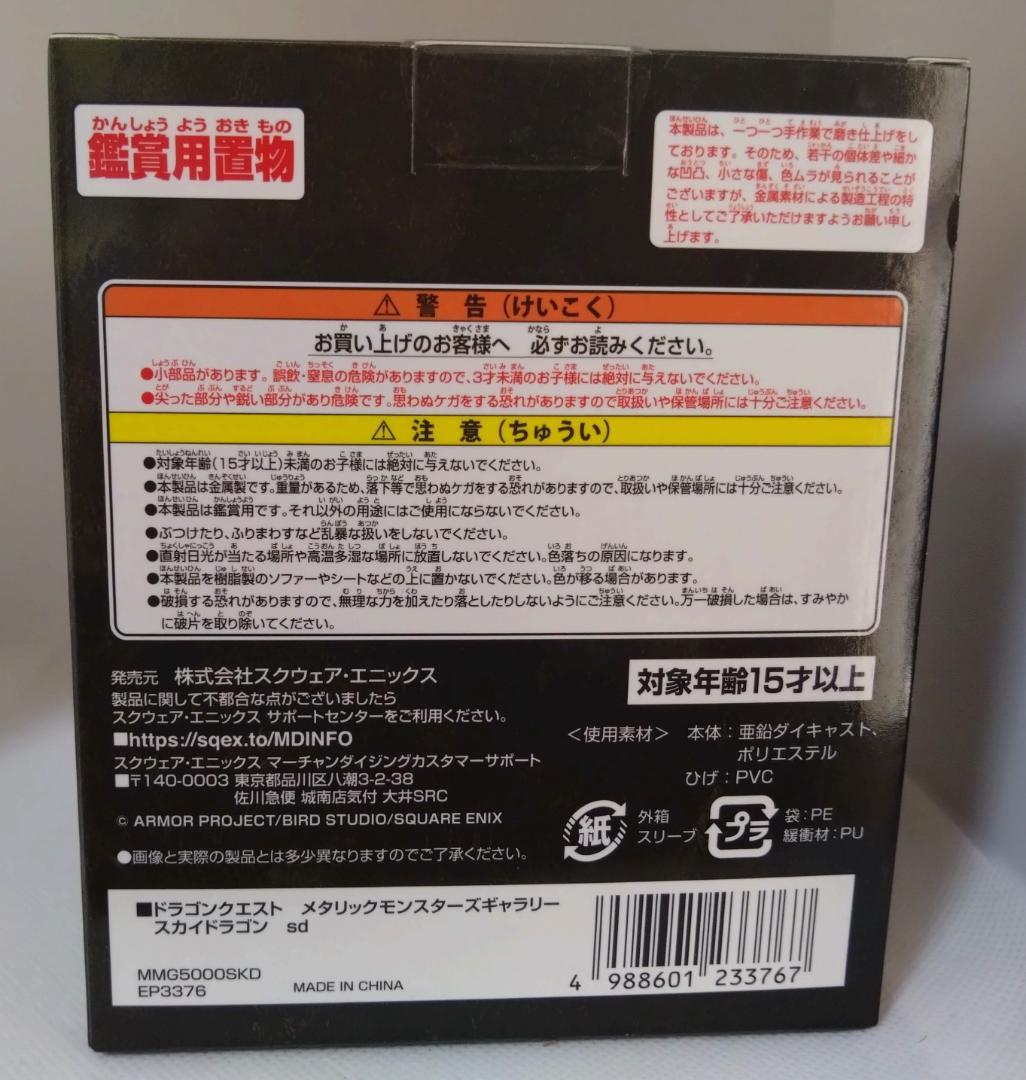 かんしょう よう おき もの
鑑賞用置物
本製品は、一つ一つ手作業で磨き仕上げをし
ております。そのため、若干の個体差や細か
な凹凸、小さな傷、色ムラが見られることが
ございますが、金属素材による製造工程の特
性としてご了承いただけますようお願い申し
上げます。
⚠ 警 告 (けいこく)
お買い上げのお客様へ 必ずお読みください。
●小部品があります。誤飲・窒息の危険がありますので、3才未満のお子様には絶対に与えないでください。
●尖った部分や鋭い部分があり危険です。思わぬケガをする恐れがありますので取扱いや保管場所には十分ご注意ください。
⚠ 注 意 (ちゅうい)
●対象年齢(15才以上)未満のお子様には絶対に与えないでください。
●本製品は金属製です。重量があるため、落下等で思わぬケガをする恐れがありますので、取扱いや保管場所には十分ご注意ください。
●本製品は鑑賞用です。それ以外の用途にはご使用にならないでください。
●ぶつけたり、ふりまわすなど乱暴な扱いをしないでください。
●直射日光が当たる場所や高温多湿な場所に放置しないでください。色落ちの原因になります。
●本製品を樹脂製のソファーやシートなどの上に置かないでください。色が移る場合があります。
●破損する恐れがありますので、無理な力を加えたり落としたりしないようにご注意ください。万一破損した場合は、すみやか
に破片を取り除いてください。
発売元 株式会社スクウェア・エニックス
製品に関して不都合な点がございましたら
スクウェア・エニックス サポートセンターをご利用ください。
■https://sqex.to/MDINFO
スクウェア・エニックス マーチャンダイジングカスタマーサポート
■〒140-0003 東京都品川区八潮3-2-38
佐川急便 城南店気付 大井SRC
© ARMOR PROJECT/BIRD STUDIO/SQUARE ENIX
●画像と実際の製品とは多少異なりますのでご了承ください。
対象年齢15才以上
<使用素材> 本体:亜鉛ダイキャスト、
ポリエステル
ひげ:PVC
紙 外箱
スリーブ
プラ 袋:PE
緩衝材:PU
■ドラゴンクエスト メタリックモンスターズギャラリー
スカイドラゴン sd
MMG5000SKD
EP3376
MADE IN CHINA
4 988601 233767